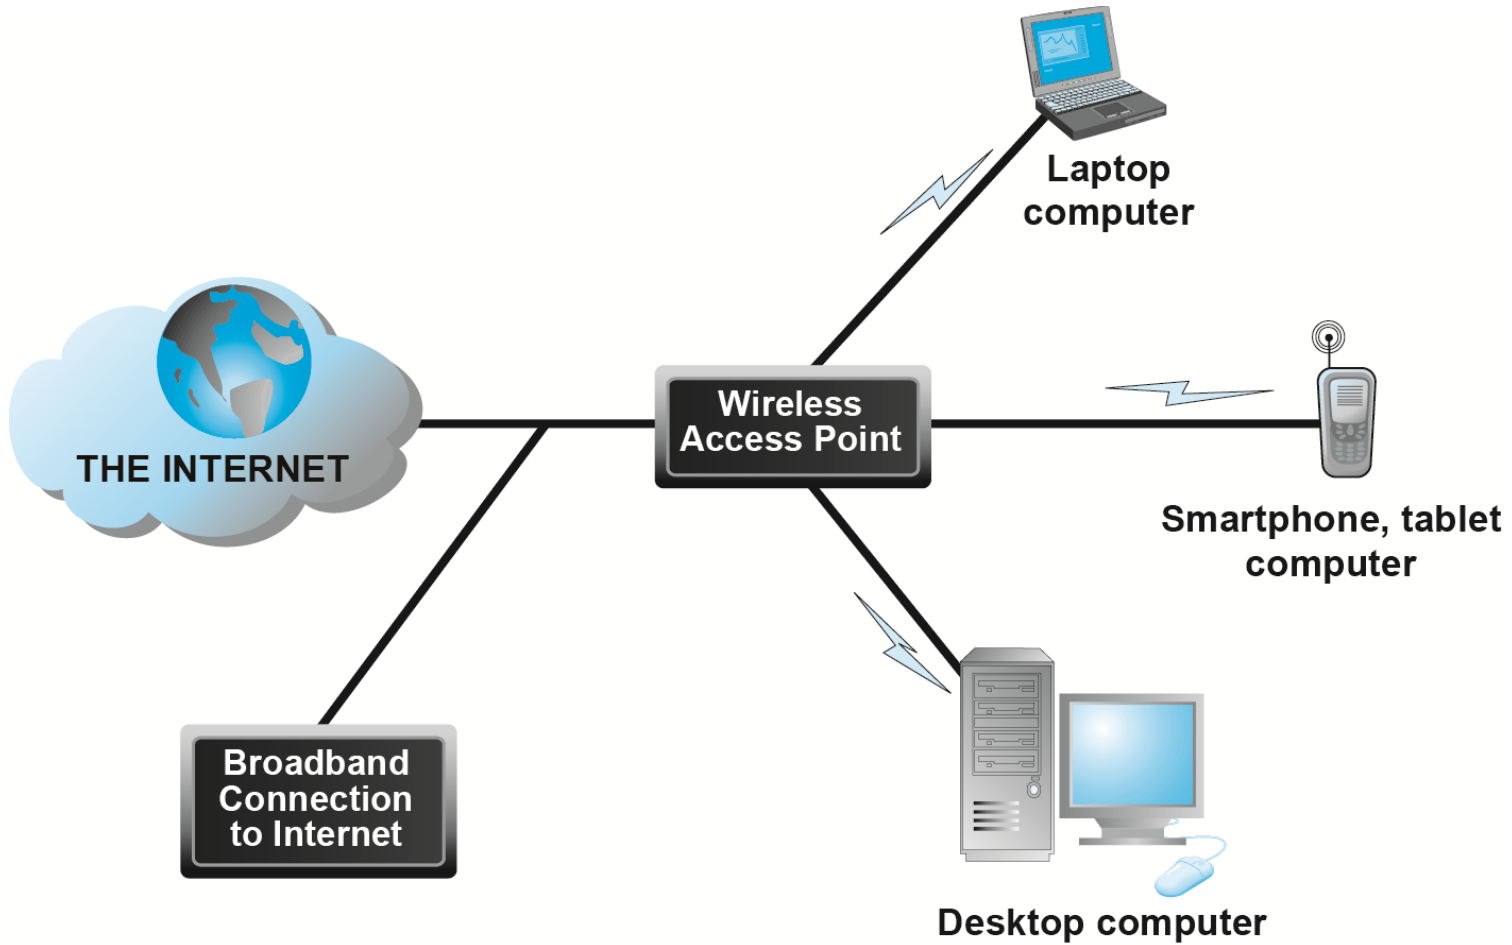 Laptop
computer
THE INTERNET
Wireless
Access Point
Smartphone, tablet
computer
Broadband
Connection
to Internet
Desktop computer